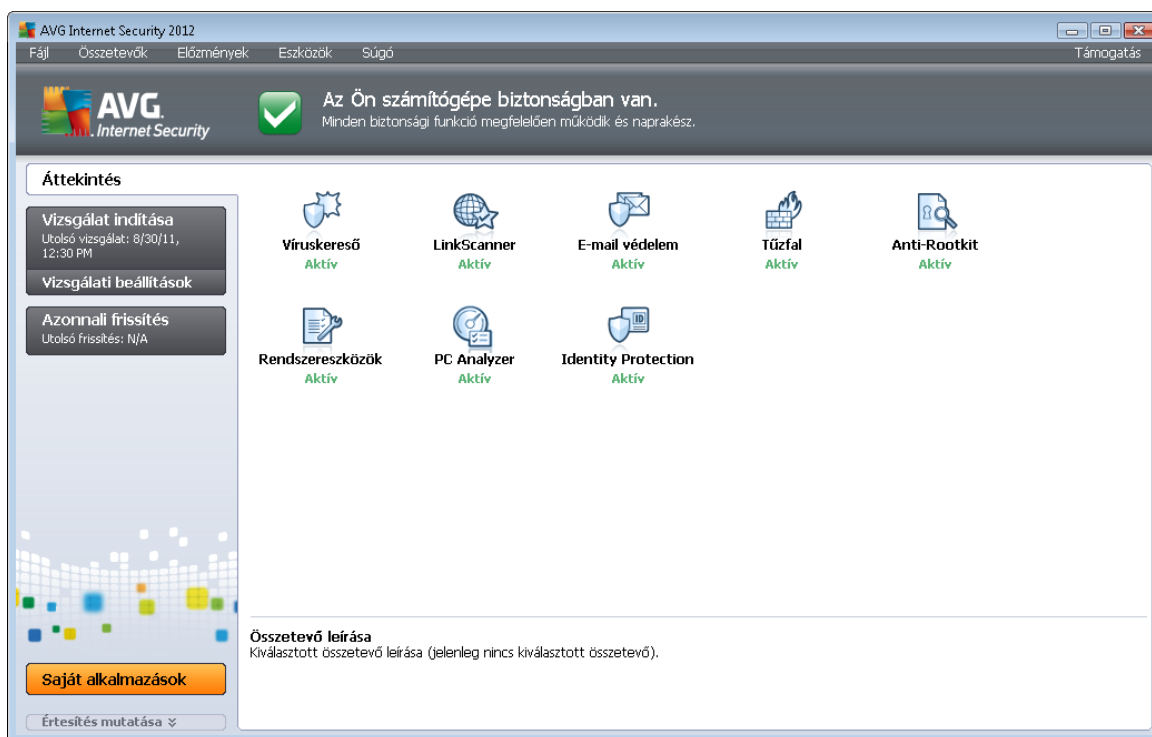 AVG Internet Security 2012
Fájl Összetevők Előzmények Eszközök Súgó Támogatás
AVG.
Internet Security
Az Ön számítógépe biztonságban van.
Minden biztonsági funkció megfelelően működik és naprakész.
Áttekintés
Vizsgálat indítása
Utolsó vizsgálat: 8/30/11,
12:30 PM
Vizsgálati beállítások
Azonnali frissítés
Utolsó frissítés: N/A
Víruskereső LinkScanner E-mail védelem Tűzfal Anti-Rootkit
Aktív Aktív Aktív Aktív Aktív
Rendszereszközök PC Analyzer Identity Protection
Aktív Aktív Aktív
Összetevő leírása
Kiválasztott összetevő leírása (jelenleg nincs kiválasztott összetevő).
Saját alkalmazások
Értesítés mutatása